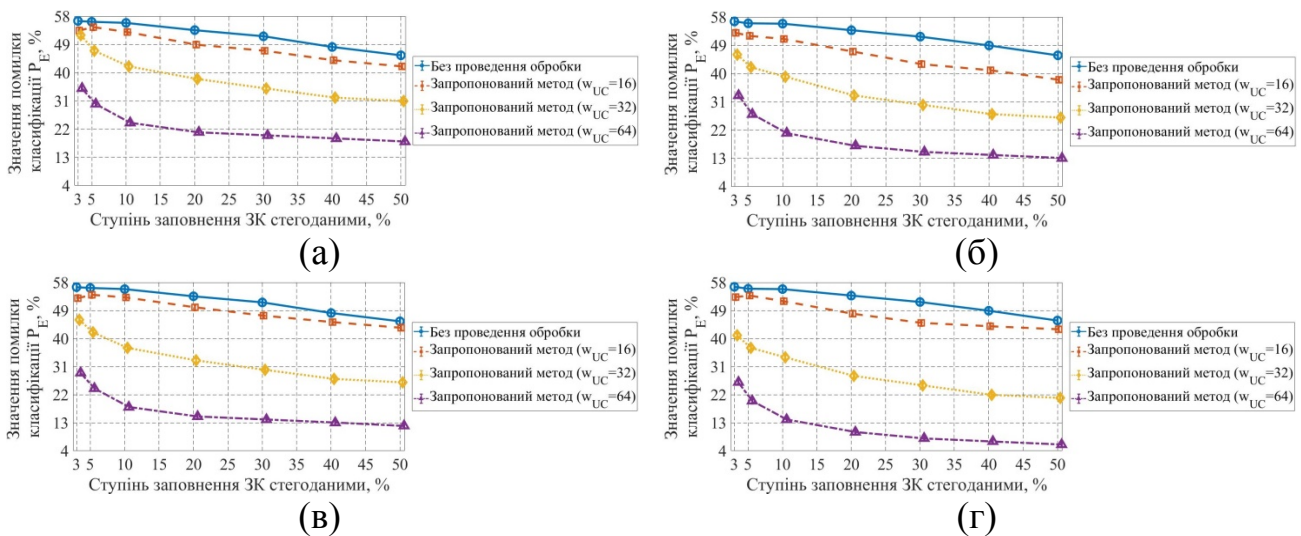 58
49
40
31
22
13
4
Значення помилки
класифікації P_E, %
3 5 10 15 20 25 30 35 40 45 50
Ступінь заповнення ЗК стегоданими, %
Без проведення обробки
Запропонований метод (w_UC=16)
Запропонований метод (w_UC=32)
Запропонований метод (w_UC=64)
(а)
58
49
40
31
22
13
4
Значення помилки
класифікації P_E, %
3 5 10 15 20 25 30 35 40 45 50
Ступінь заповнення ЗК стегоданими, %
Без проведення обробки
Запропонований метод (w_UC=16)
Запропонований метод (w_UC=32)
Запропонований метод (w_UC=64)
(б)
58
49
40
31
22
13
4
Значення помилки
класифікації P_E, %
3 5 10 15 20 25 30 35 40 45 50
Ступінь заповнення ЗК стегоданими, %
Без проведення обробки
Запропонований метод (w_UC=16)
Запропонований метод (w_UC=32)
Запропонований метод (w_UC=64)
(в)
58
49
40
31
22
13
4
Значення помилки
класифікації P_E, %
3 5 10 15 20 25 30 35 40 45 50
Ступінь заповнення ЗК стегоданими, %
Без проведення обробки
Запропонований метод (w_UC=16)
Запропонований метод (w_UC=32)
Запропонований метод (w_UC=64)
(г)